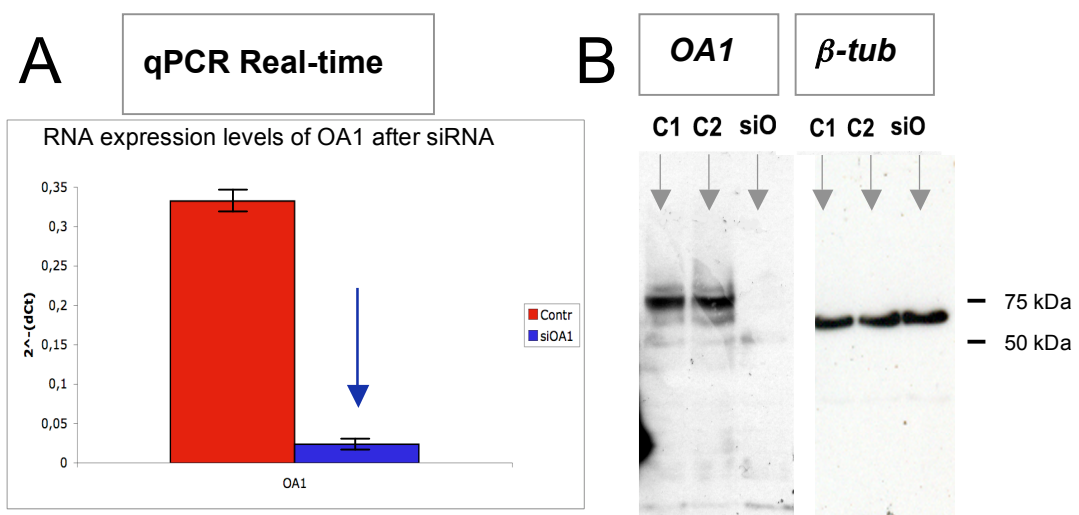 A
qPCR Real-time
RNA expression levels of OA1 after siRNA
0,35
0,3
0,25
0,2
0,15
0,1
0,05
0
2^-(dCt)
OA1
Contr
siOA1
B
OA1
β-tub
C1 C2 siO
C1 C2 siO
75 kDa
50 kDa